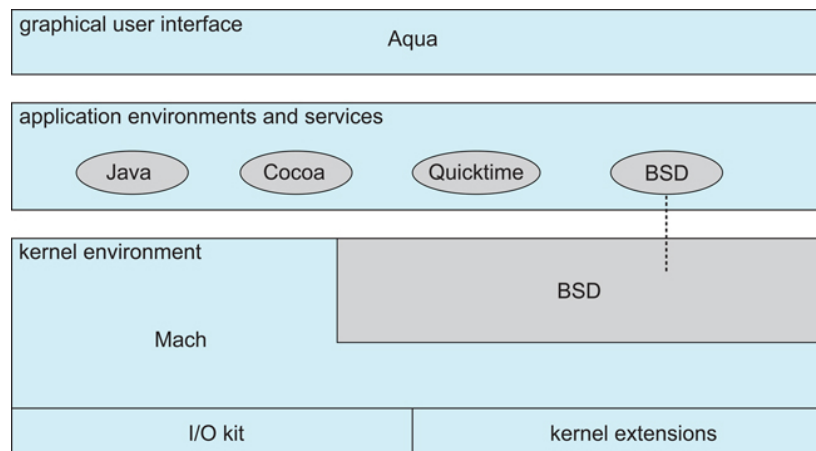 graphical user interface
Aqua
application environments and services
Java
Cocoa
Quicktime
BSD
kernel environment
BSD
Mach
I/O kit
kernel extensions